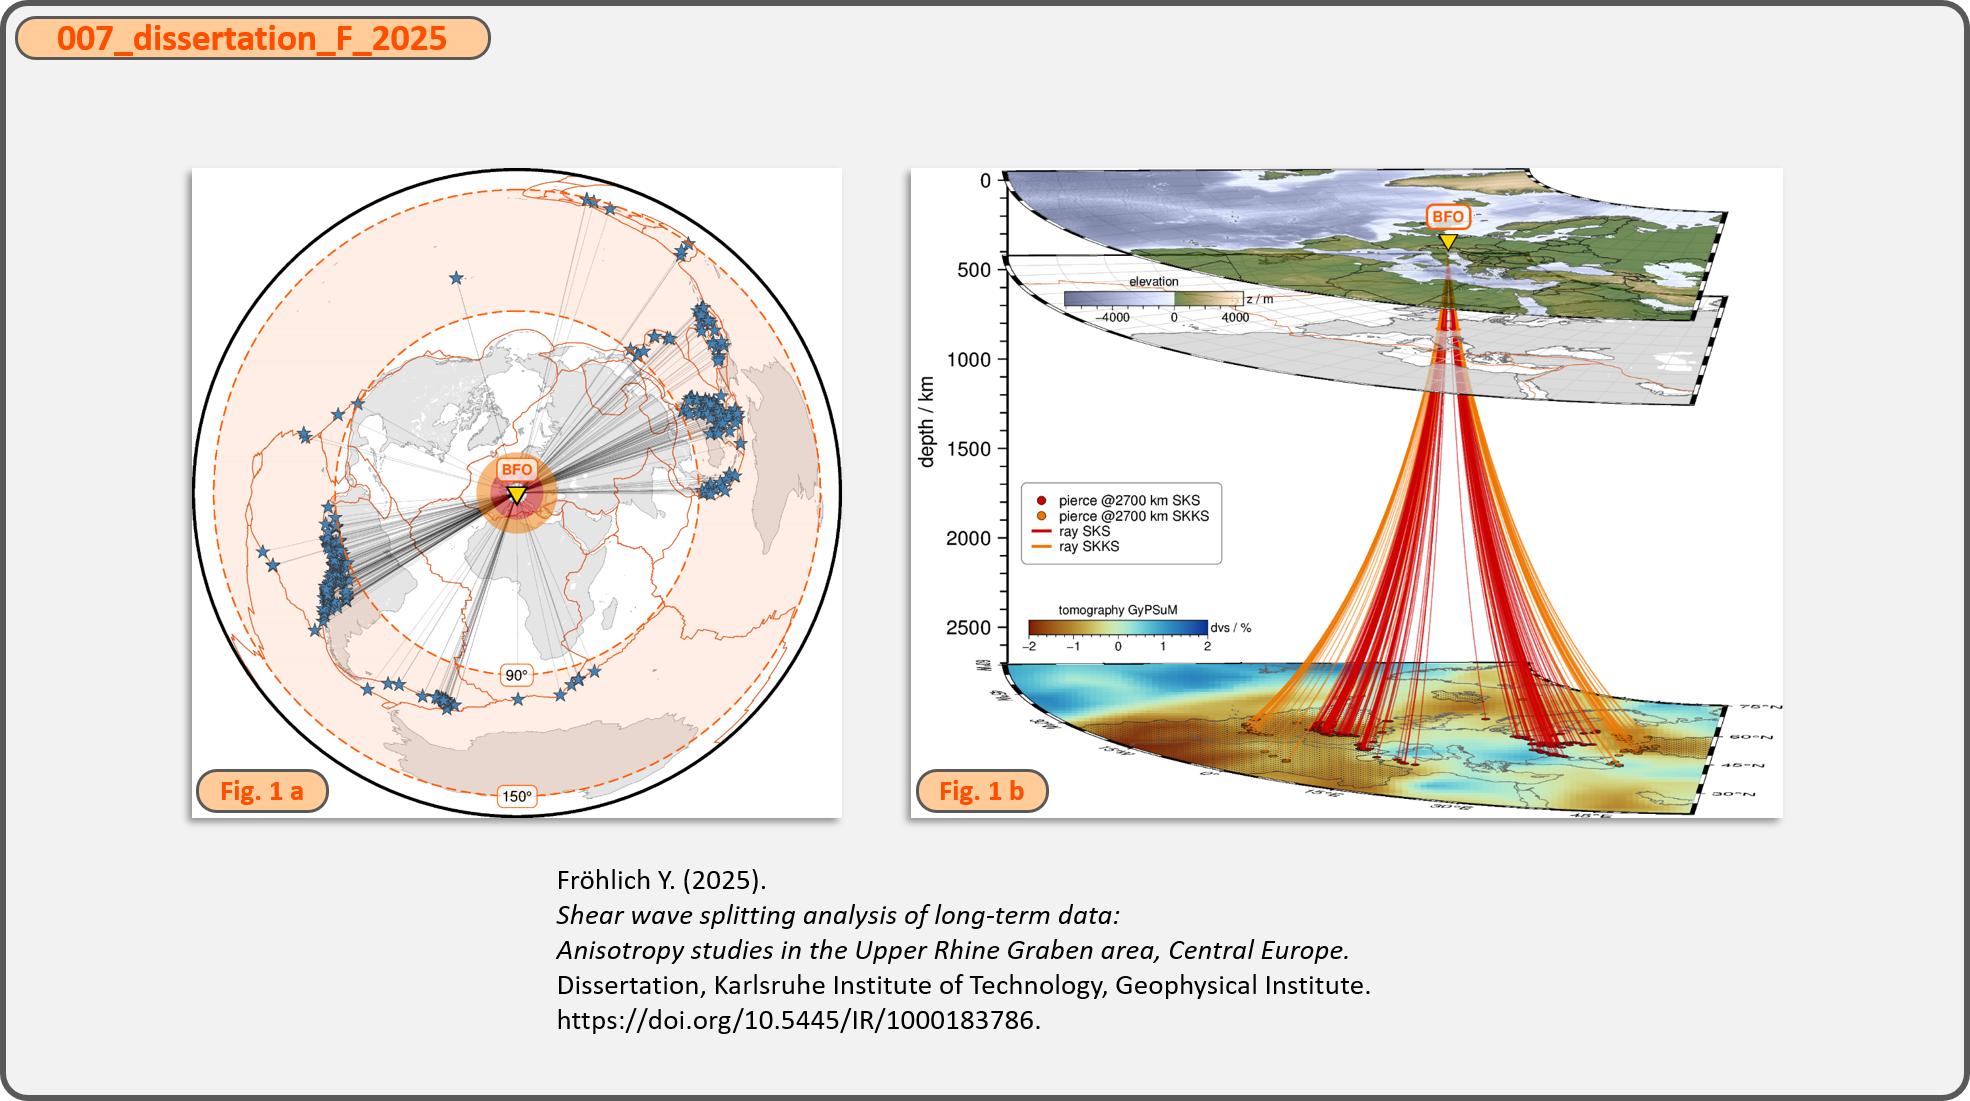 007_dissertation_F_2025
BFO
90°
150°
Fig. 1 a
0
500
1000
1500
2000
2500
depth / km
BFO
elevation
z / m
−4000 0 4000
pierce @2700 km SKS
pierce @2700 km SKKS
ray SKS
ray SKKS
tomography GyPSuM
dvs / %
−2 −1 0 1 2
75°N
60°N
45°N
30°N
15°W
0°
15°E
30°E
45°E
Fig. 1 b
Fröhlich Y. (2025).
Shear wave splitting analysis of long-term data:
Anisotropy studies in the Upper Rhine Graben area, Central Europe.
Dissertation, Karlsruhe Institute of Technology, Geophysical Institute.
https://doi.org/10.5445/IR/1000183786.